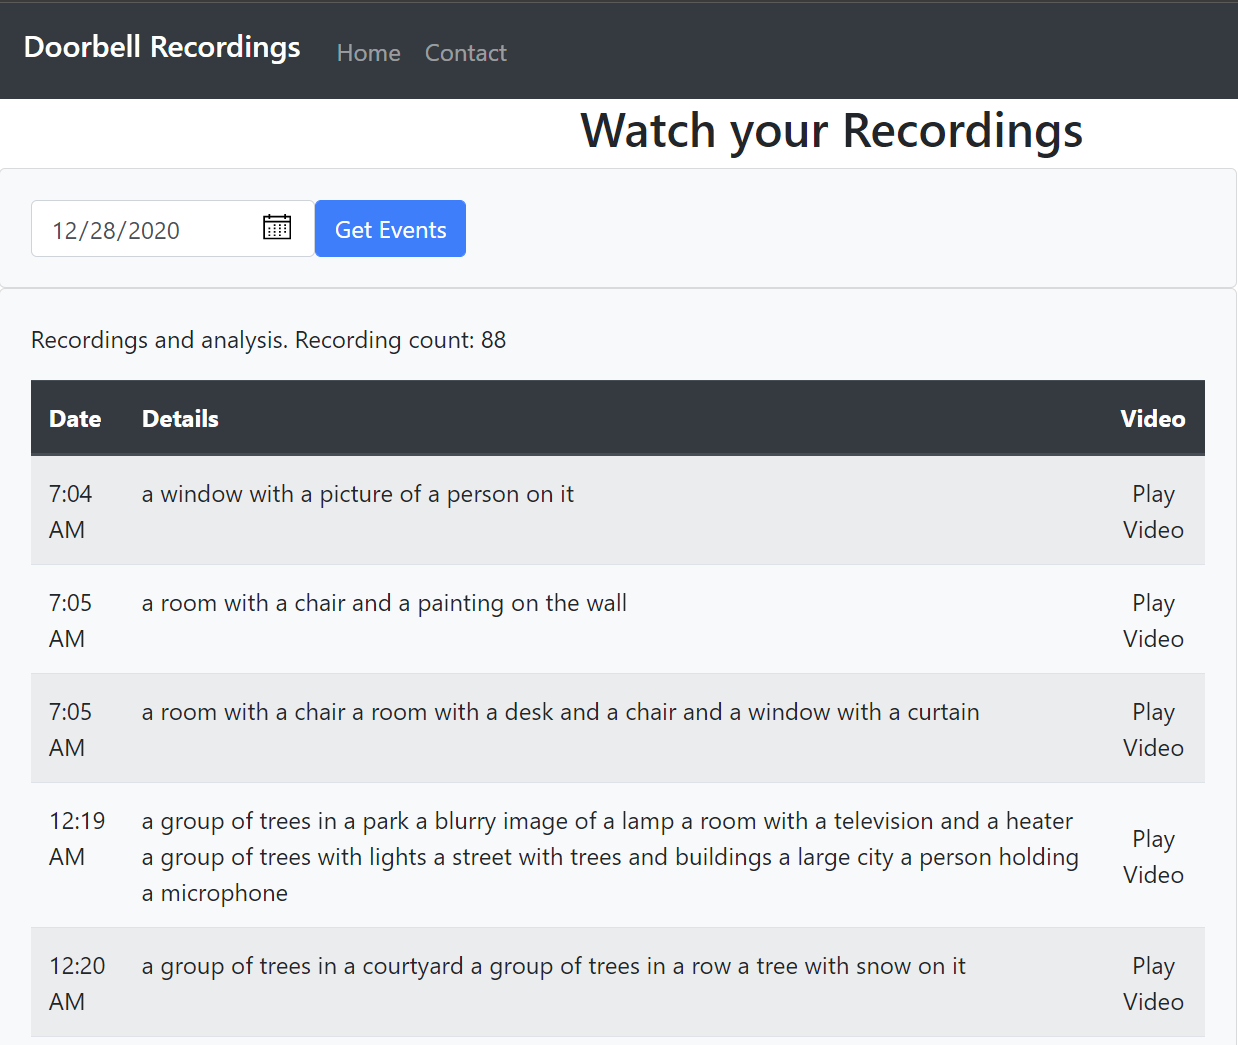 Doorbell Recordings Home Contact
Watch your Recordings
12/28/2020 Get Events
Recordings and analysis. Recording count: 88
Date Details Video
7:04 AM a window with a picture of a person on it Play Video
7:05 AM a room with a chair and a painting on the wall Play Video
7:05 AM a room with a chair a room with a desk and a chair and a window with a curtain Play Video
12:19 AM a group of trees in a park a blurry image of a lamp a room with a television and a heater
a group of trees with lights a street with trees and buildings a large city a person holding
a microphone Play Video
12:20 AM a group of trees in a courtyard a group of trees in a row a tree with snow on it Play Video